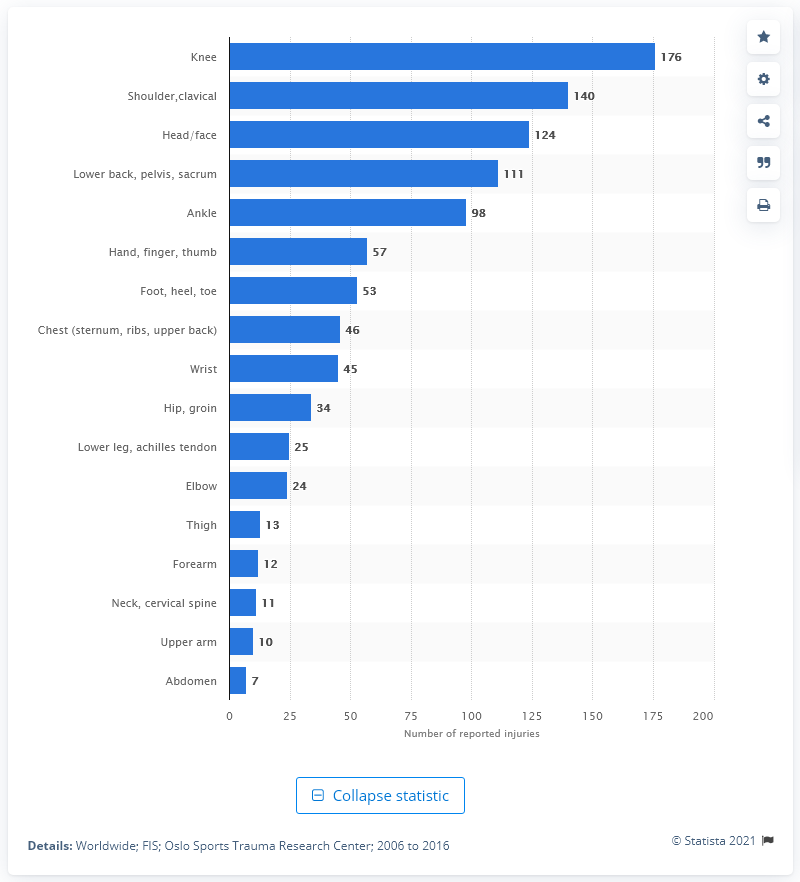 Knee 176
Shoulder,clavical 140
Head/face 124
Lower back, pelvis, sacrum 111
Ankle 98
Hand, finger, thumb 57
Foot, heel, toe 53
Chest (sternum, ribs, upper back) 46
Wrist 45
Hip, groin 34
Lower leg, achilles tendon 25
Elbow 24
Thigh 13
Forearm 12
Neck, cervical spine 11
Upper arm 10
Abdomen 7
0 25 50 75 100 125 150 175 200
Number of reported injuries
Collapse statistic
© Statista 2021
Details: Worldwide; FIS; Oslo Sports Trauma Research Center; 2006 to 2016